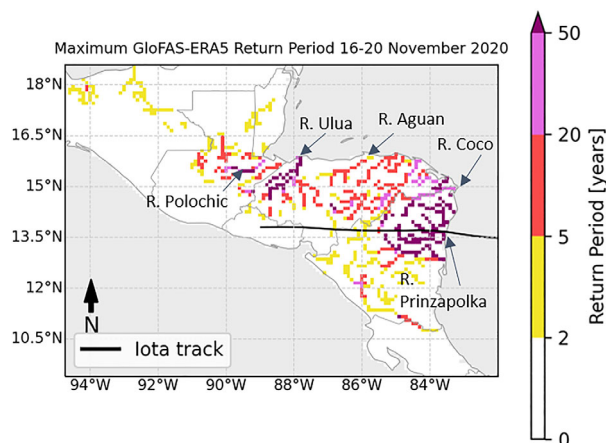 Maximum GloFAS-ERA5 Return Period 16-20 November 2020
18°N
16.5°N
15°N
13.5°N
12°N
10.5°N
94°W
92°W
90°W
88°W
86°W
84°W
R. Ulua
R. Aguan
R. Coco
R. Polochic
R.
Prinzapolka
N
Iota track
50
20
5
2
0
Return Period [years]